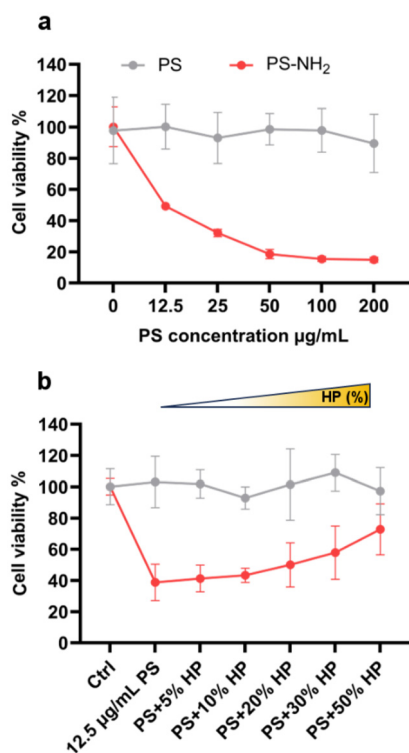 a
PS PS-NH₂
Cell viability %
140
120
100
80
60
40
20
0
0 12.5 25 50 100 200
PS concentration µg/mL
b
HP (%)
Cell viability %
140
120
100
80
60
40
20
0
Ctrl
12.5 µg/mL PS
PS+5% HP
PS+10% HP
PS+20% HP
PS+30% HP
PS+50% HP